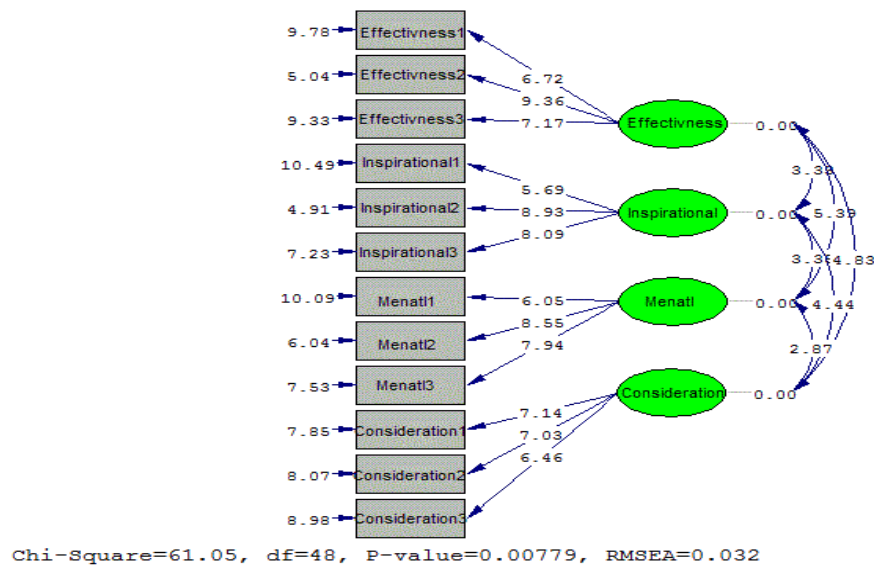 9.78 Effectivness1
6.72
5.04 Effectivness2
9.36
9.33 Effectivness3
7.17
Effectivness 0.00
10.49 Inspirational1
5.69
3.39
4.91 Inspirational2
8.93
Inspirational 0.00 5.39
7.23 Inspirational3
8.09
4.83
10.09 Menatl1
6.05
Menatl 0.00 4.44
6.04 Menatl2
8.55
7.53 Menatl3
7.94
2.87
Consideration 0.00
7.85 Consideration1
7.14
8.07 Consideration2
7.03
8.98 Consideration3
6.46
Chi-Square=61.05, df=48, P-value=0.00779, RMSEA=0.032